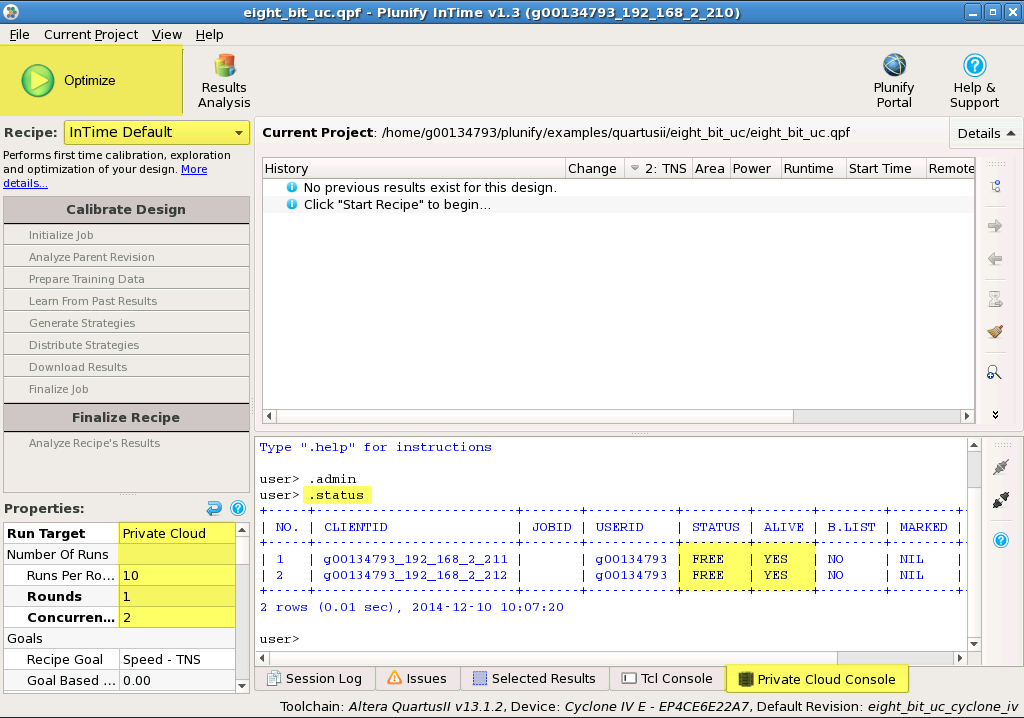 eight_bit_uc.qpf - Plunify InTime v1.3 (g00134793_192_168_2_210)
File Current Project View Help
Optimize
Results Analysis
Plunify Portal
Help & Support
Recipe: InTime Default
Performs first time calibration, exploration
and optimization of your design. More
details...
Calibrate Design
Initialize Job
Analyze Parent Revision
Prepare Training Data
Learn From Past Results
Generate Strategies
Distribute Strategies
Download Results
Finalize Job
Finalize Recipe
Analyze Recipe's Results
Properties:
Run Target Private Cloud
Number Of Runs
Runs Per Ro... 10
Rounds 1
Concurren... 2
Goals
Recipe Goal Speed - TNS
Goal Based ... 0.00
Current Project: /home/g00134793/plunify/examples/quartusii/eight_bit_uc/eight_bit_uc.qpf
Details
History Change 2: TNS Area Power Runtime Start Time Remote
No previous results exist for this design.
Click "Start Recipe" to begin...
Type ".help" for instructions
user> .admin
user> .status
+-----+--------------------------+-------+-----------+--------+-------+--------+--------+
| NO. | CLIENTID | JOBID | USERID | STATUS | ALIVE | B.LIST | MARKED |
+-----+--------------------------+-------+-----------+--------+-------+--------+--------+
| 1 | g00134793_192_168_2_211 | | g00134793 | FREE | YES | NO | NIL |
| 2 | g00134793_192_168_2_212 | | g00134793 | FREE | YES | NO | NIL |
+-----+--------------------------+-------+-----------+--------+-------+--------+--------+
2 rows (0.01 sec), 2014-12-10 10:07:20
user>
Session Log Issues Selected Results Tcl Console Private Cloud Console
Toolchain: Altera QuartusII v13.1.2, Device: Cyclone IV E - EP4CE6E22A7, Default Revision: eight_bit_uc_cyclone_iv